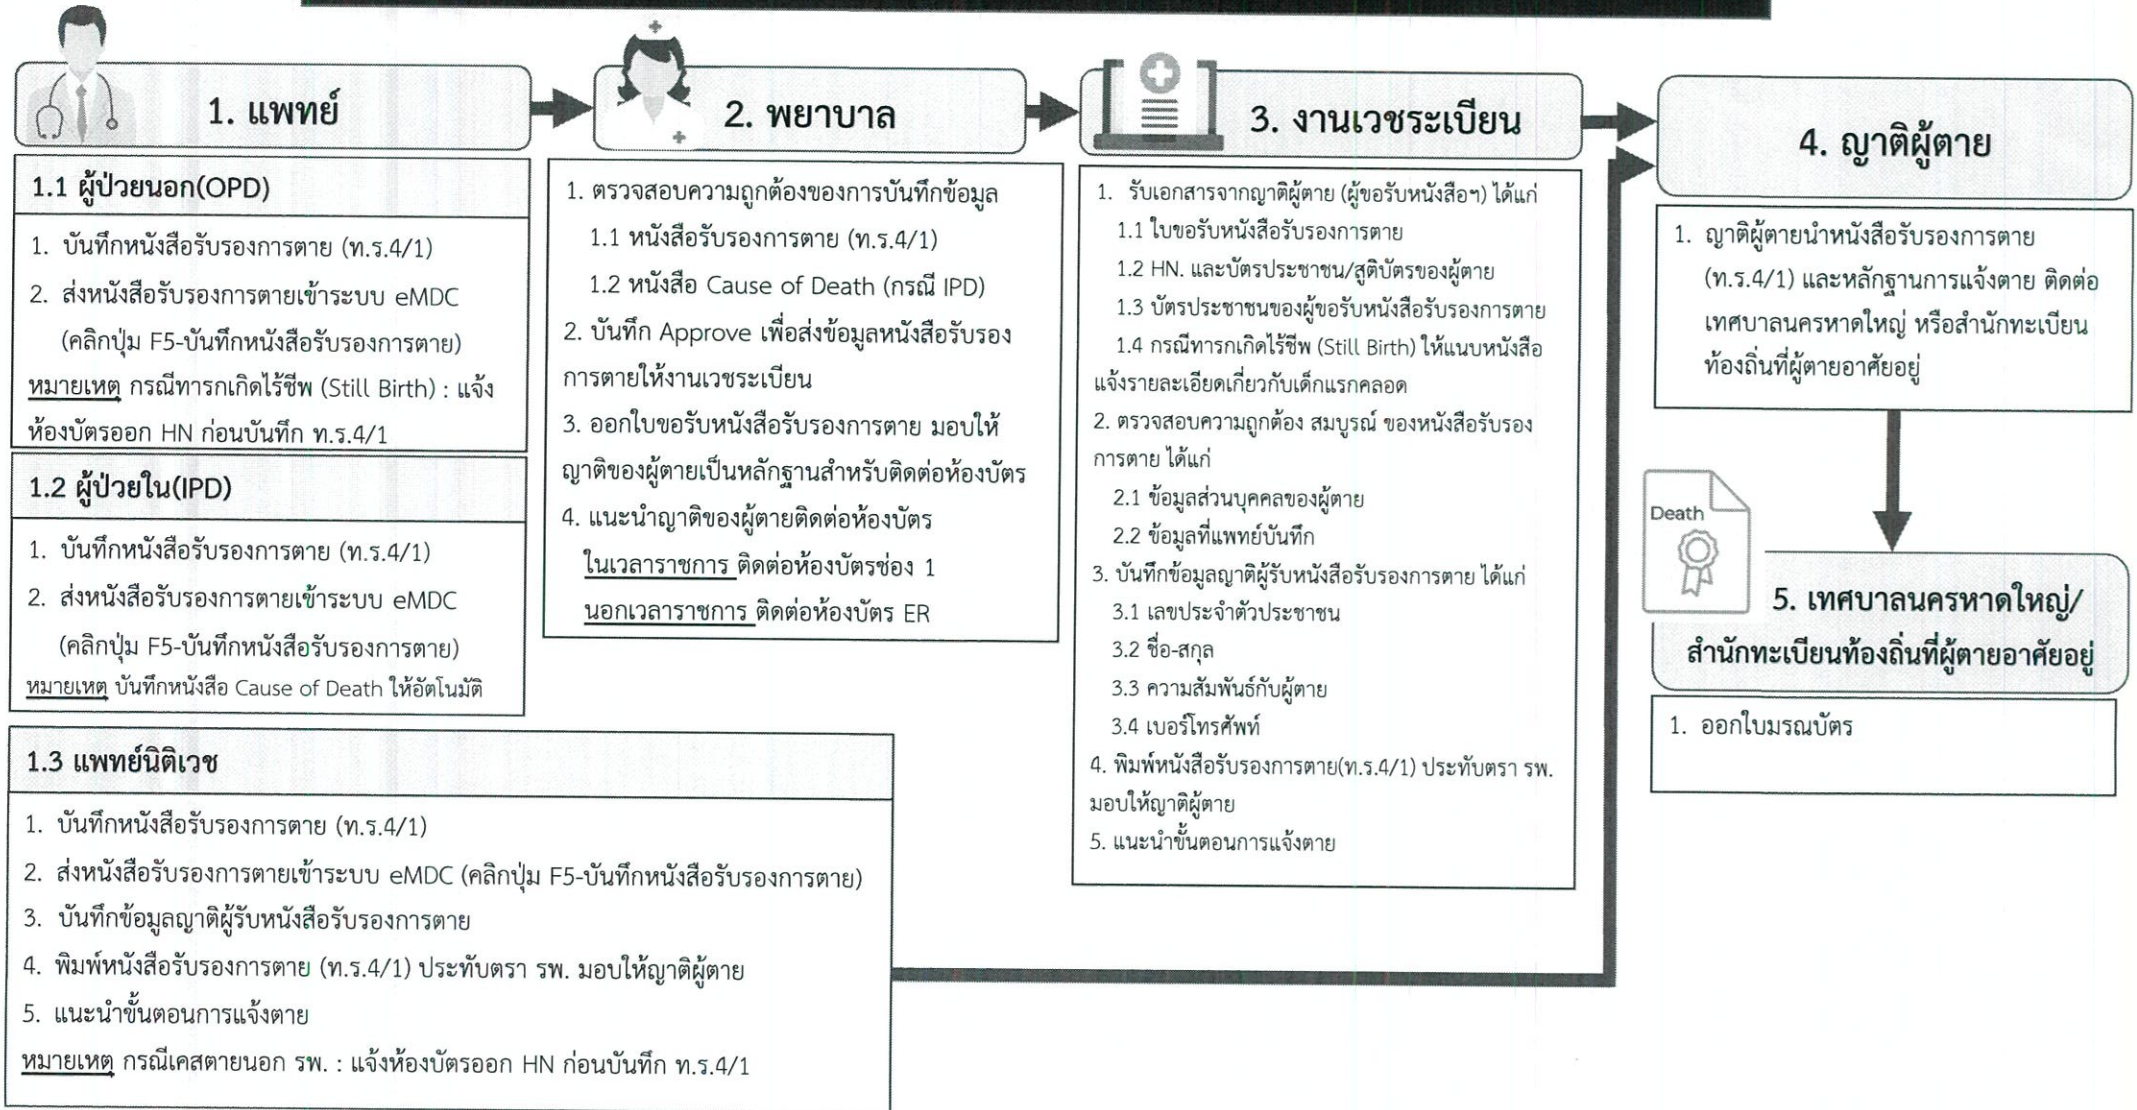 1. แพทย์
1.1 ผู้ป่วยนอก(OPD)
1. บันทึกหนังสือรับรองการตาย (ท.ร.4/1)
2. ส่งหนังสือรับรองการตายเข้าระบบ eMDC
(คลิกปุ่ม F5-บันทึกหนังสือรับรองการตาย)
หมายเหตุ กรณีทารกเกิดไร้ชีพ (Still Birth) : แจ้ง
ห้องบัตรออก HN ก่อนบันทึก ท.ร.4/1
1.2 ผู้ป่วยใน(IPD)
1. บันทึกหนังสือรับรองการตาย (ท.ร.4/1)
2. ส่งหนังสือรับรองการตายเข้าระบบ eMDC
(คลิกปุ่ม F5-บันทึกหนังสือรับรองการตาย)
หมายเหตุ บันทึกหนังสือ Cause of Death ให้อัตโนมัติ
1.3 แพทย์นิติเวช
1. บันทึกหนังสือรับรองการตาย (ท.ร.4/1)
2. ส่งหนังสือรับรองการตายเข้าระบบ eMDC (คลิกปุ่ม F5-บันทึกหนังสือรับรองการตาย)
3. บันทึกข้อมูลญาติผู้รับหนังสือรับรองการตาย
4. พิมพ์หนังสือรับรองการตาย (ท.ร.4/1) ประทับตรา รพ. มอบให้ญาติผู้ตาย
5. แนะนำขั้นตอนการแจ้งตาย
หมายเหตุ กรณีเคสตายนอก รพ. : แจ้งห้องบัตรออก HN ก่อนบันทึก ท.ร.4/1
2. พยาบาล
1. ตรวจสอบความถูกต้องของการบันทึกข้อมูล
1.1 หนังสือรับรองการตาย (ท.ร.4/1)
1.2 หนังสือ Cause of Death (กรณี IPD)
2. บันทึก Approve เพื่อส่งข้อมูลหนังสือรับรอง
การตายให้งานเวชระเบียน
3. ออกใบขอรับหนังสือรับรองการตาย มอบให้
ญาติของผู้ตายเป็นหลักฐานสำหรับติดต่อห้องบัตร
4. แนะนำญาติของผู้ตายติดต่อห้องบัตร
ในเวลาราชการ ติดต่อห้องบัตรช่อง 1
นอกเวลาราชการ ติดต่อห้องบัตร ER
3. งานเวชระเบียน
1. รับเอกสารจากญาติผู้ตาย (ผู้ขอรับหนังสือฯ) ได้แก่
1.1 ใบขอรับหนังสือรับรองการตาย
1.2 HN. และบัตรประชาชน/สูติบัตรของผู้ตาย
1.3 บัตรประชาชนของผู้ขอรับหนังสือรับรองการตาย
1.4 กรณีทารกเกิดไร้ชีพ (Still Birth) ให้แนบหนังสือ
แจ้งรายละเอียดเกี่ยวกับเด็กแรกคลอด
2. ตรวจสอบความถูกต้อง สมบูรณ์ ของหนังสือรับรอง
การตาย ได้แก่
2.1 ข้อมูลส่วนบุคคลของผู้ตาย
2.2 ข้อมูลที่แพทย์บันทึก
3. บันทึกข้อมูลญาติผู้รับหนังสือรับรองการตาย ได้แก่
3.1 เลขประจำตัวประชาชน
3.2 ชื่อ-สกุล
3.3 ความสัมพันธ์กับผู้ตาย
3.4 เบอร์โทรศัพท์
4. พิมพ์หนังสือรับรองการตาย(ท.ร.4/1) ประทับตรา รพ.
มอบให้ญาติผู้ตาย
5. แนะนำขั้นตอนการแจ้งตาย
4. ญาติผู้ตาย
1. ญาติผู้ตายนำหนังสือรับรองการตาย
(ท.ร.4/1) และหลักฐานการแจ้งตาย ติดต่อ
เทศบาลนครหาดใหญ่ หรือสำนักทะเบียน
ท้องถิ่นที่ผู้ตายอาศัยอยู่
Death
5. เทศบาลนครหาดใหญ่/
สำนักทะเบียนท้องถิ่นที่ผู้ตายอาศัยอยู่
1. ออกใบมรณบัตร